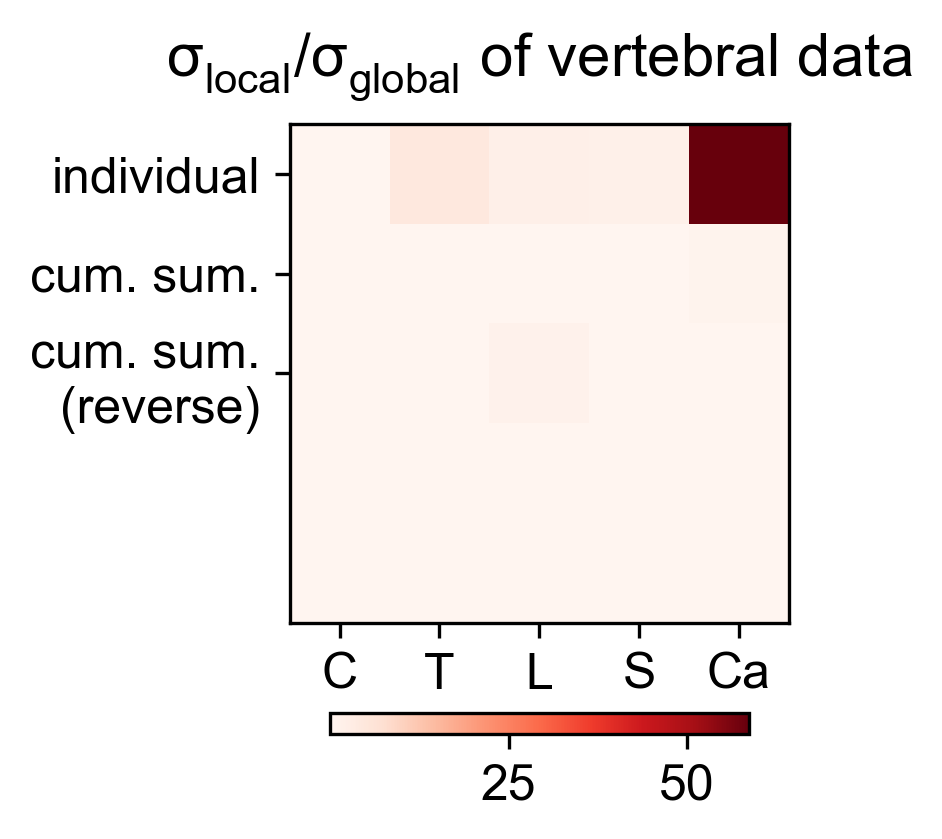 σlocal/σglobal of vertebral data
individual
cum. sum.
cum. sum.
(reverse)
C T L S Ca
25 50